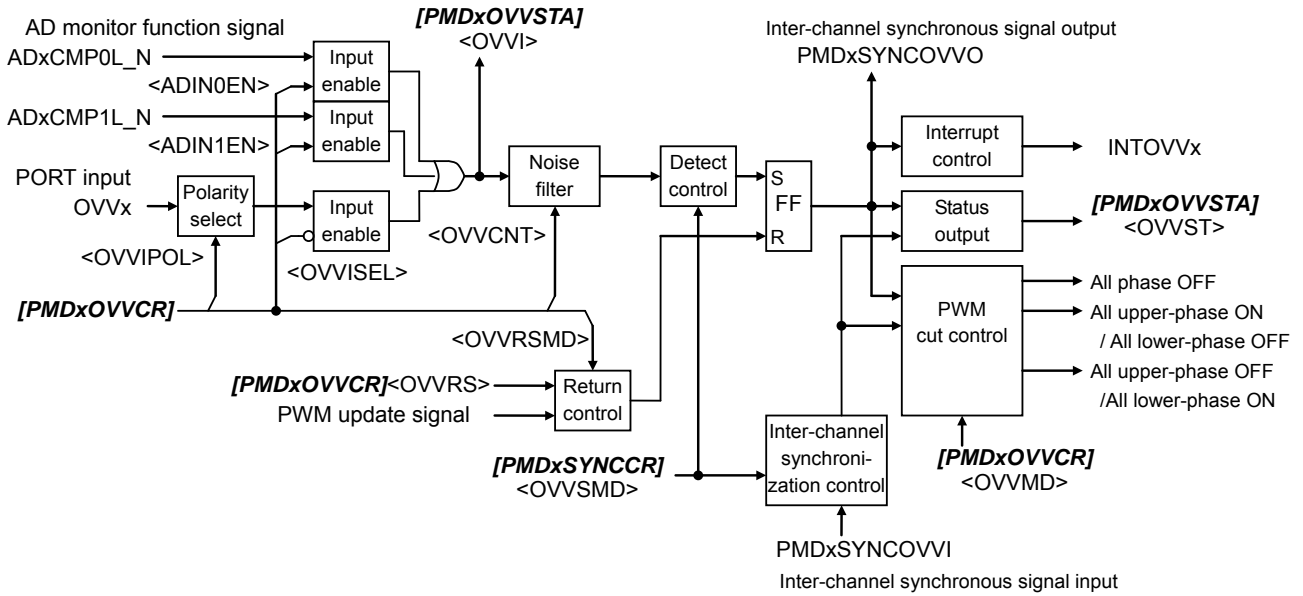 AD monitor function signal
ADxCMP0L_N
<ADIN0EN>
ADxCMP1L_N
<ADIN1EN>
PORT input
OVVx
Polarity
select
<OVVIPOL>
[PMDxOVVCR]
Input
enable
Input
enable
Input
enable
<OVVISEL>
[PMDxOVVSTA]
<OVVI>
Noise
filter
<OVVCNT>
<OVVRSMD>
[PMDxOVVCR]<OVVRS>
PWM update signal
Return
control
Detect
control
S
FF
R
[PMDxSYNCCR]
<OVVSMD>
Inter-channel
synchroni-
zation control
PMDxSYNCOVVI
Inter-channel synchronous signal input
Inter-channel synchronous signal output
PMDxSYNCOVVO
Interrupt
control
INTOVVx
Status
output
[PMDxOVVSTA]
<OVVST>
PWM
cut control
All phase OFF
All upper-phase ON
/ All lower-phase OFF
All upper-phase OFF
/All lower-phase ON
[PMDxOVVCR]
<OVVMD>